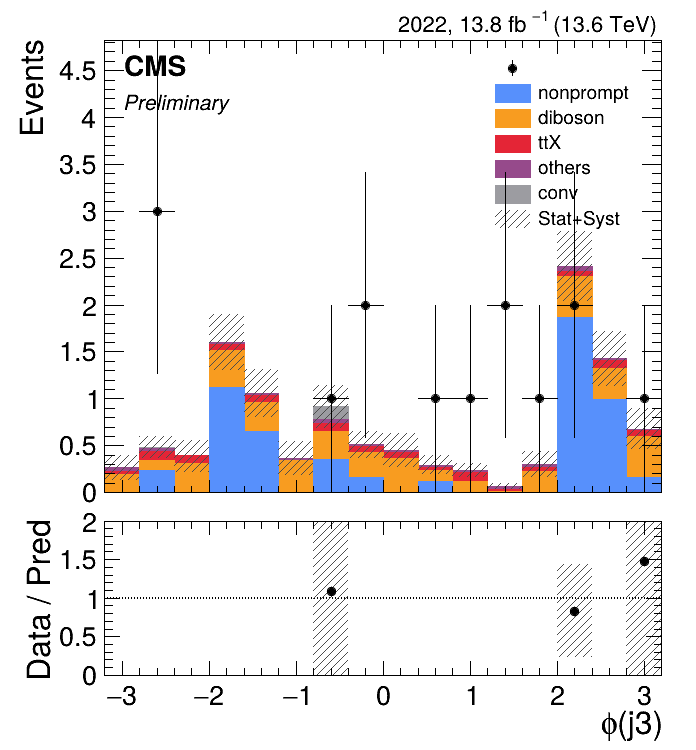 2022, 13.8 fb⁻¹ (13.6 TeV)
CMS
Preliminary
nonprompt
diboson
ttX
others
conv
Stat+Syst
Events
4.5
4
3.5
3
2.5
2
1.5
1
0.5
0
Data / Pred
2
1.5
1
0.5
0
−3 −2 −1 0 1 2 3
ϕ(j3)